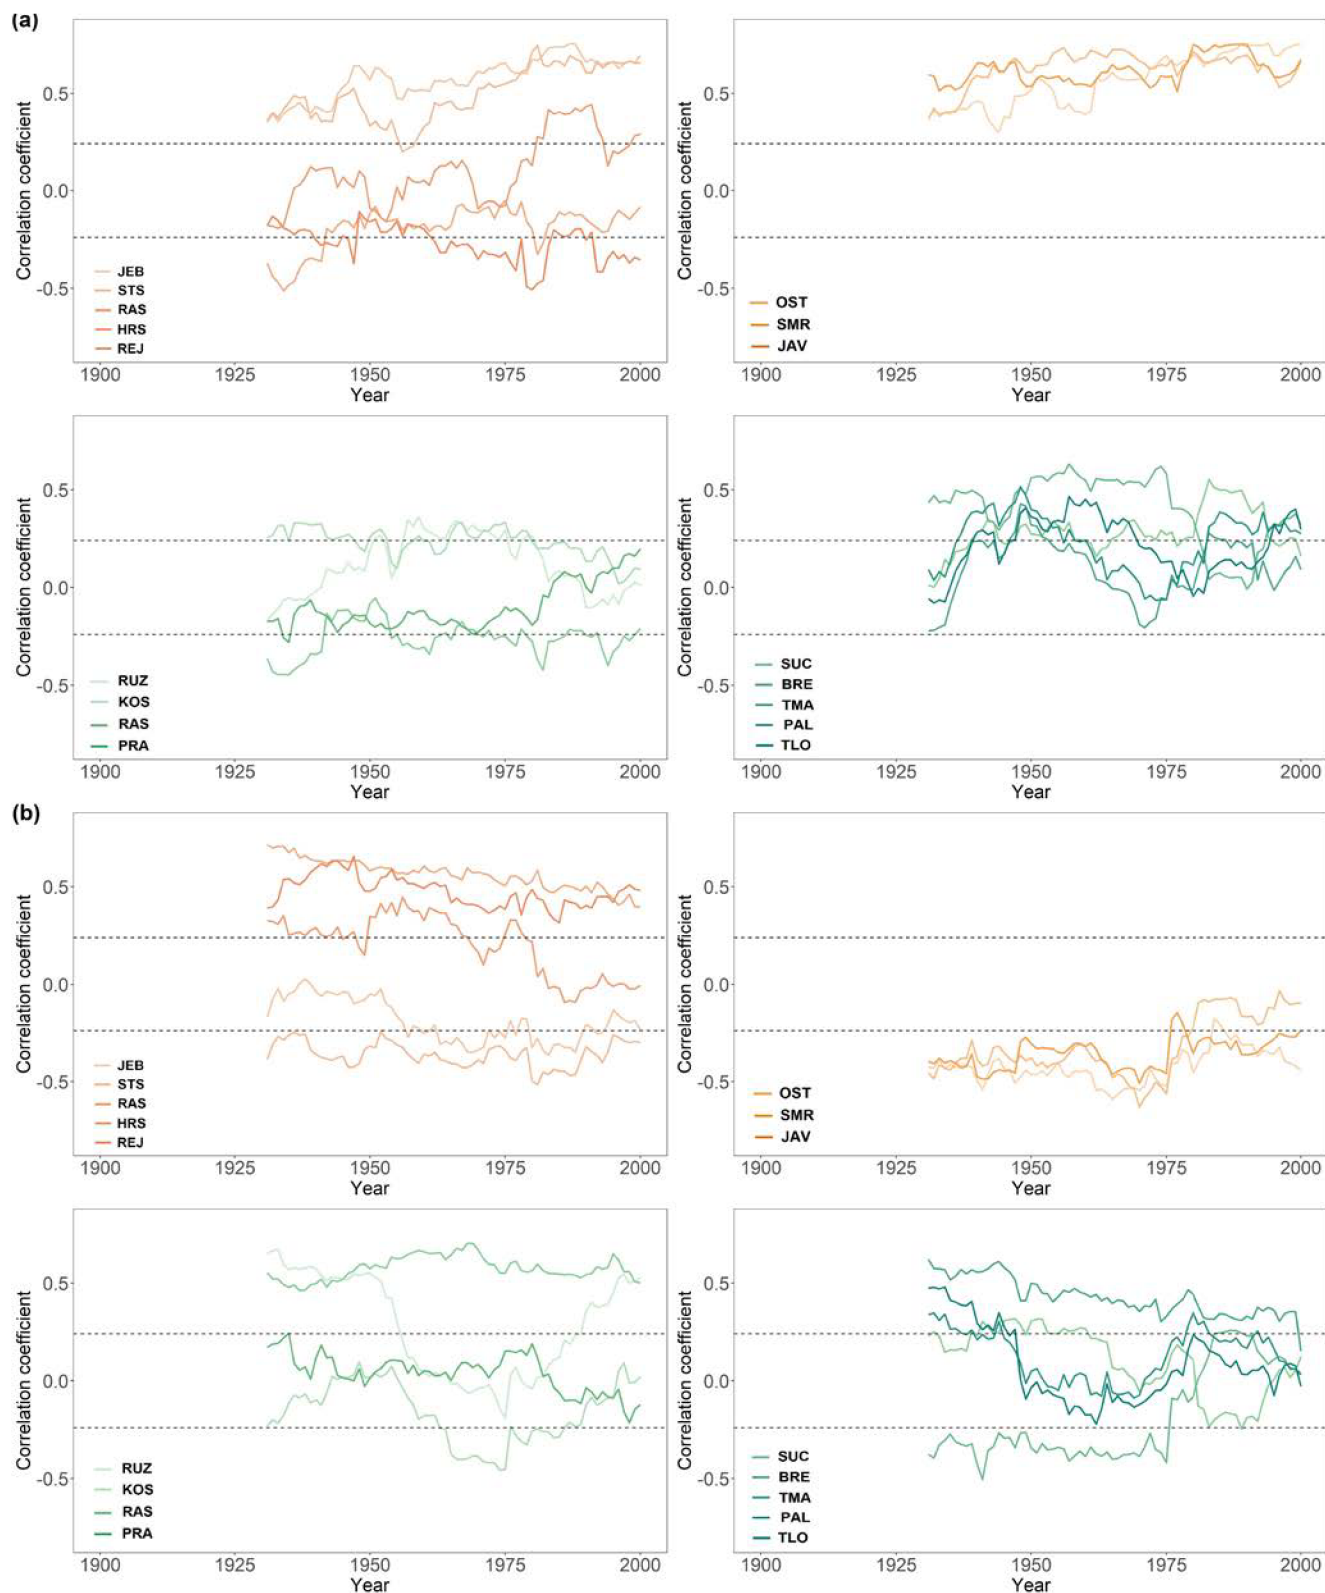 (a)
Correlation coefficient
0.5
0.0
-0.5
JEB
STS
RAS
HRS
REJ
1900 1925 1950 1975 2000
Year
Correlation coefficient
0.5
0.0
-0.5
OST
SMR
JAV
1900 1925 1950 1975 2000
Year
Correlation coefficient
0.5
0.0
-0.5
RUZ
KOS
RAS
PRA
1900 1925 1950 1975 2000
Year
Correlation coefficient
0.5
0.0
-0.5
SUC
BRE
TMA
PAL
TLO
1900 1925 1950 1975 2000
Year
(b)
Correlation coefficient
0.5
0.0
-0.5
JEB
STS
RAS
HRS
REJ
1900 1925 1950 1975 2000
Year
Correlation coefficient
0.5
0.0
-0.5
OST
SMR
JAV
1900 1925 1950 1975 2000
Year
Correlation coefficient
0.5
0.0
-0.5
RUZ
KOS
RAS
PRA
1900 1925 1950 1975 2000
Year
Correlation coefficient
0.5
0.0
-0.5
SUC
BRE
TMA
PAL
TLO
1900 1925 1950 1975 2000
Year